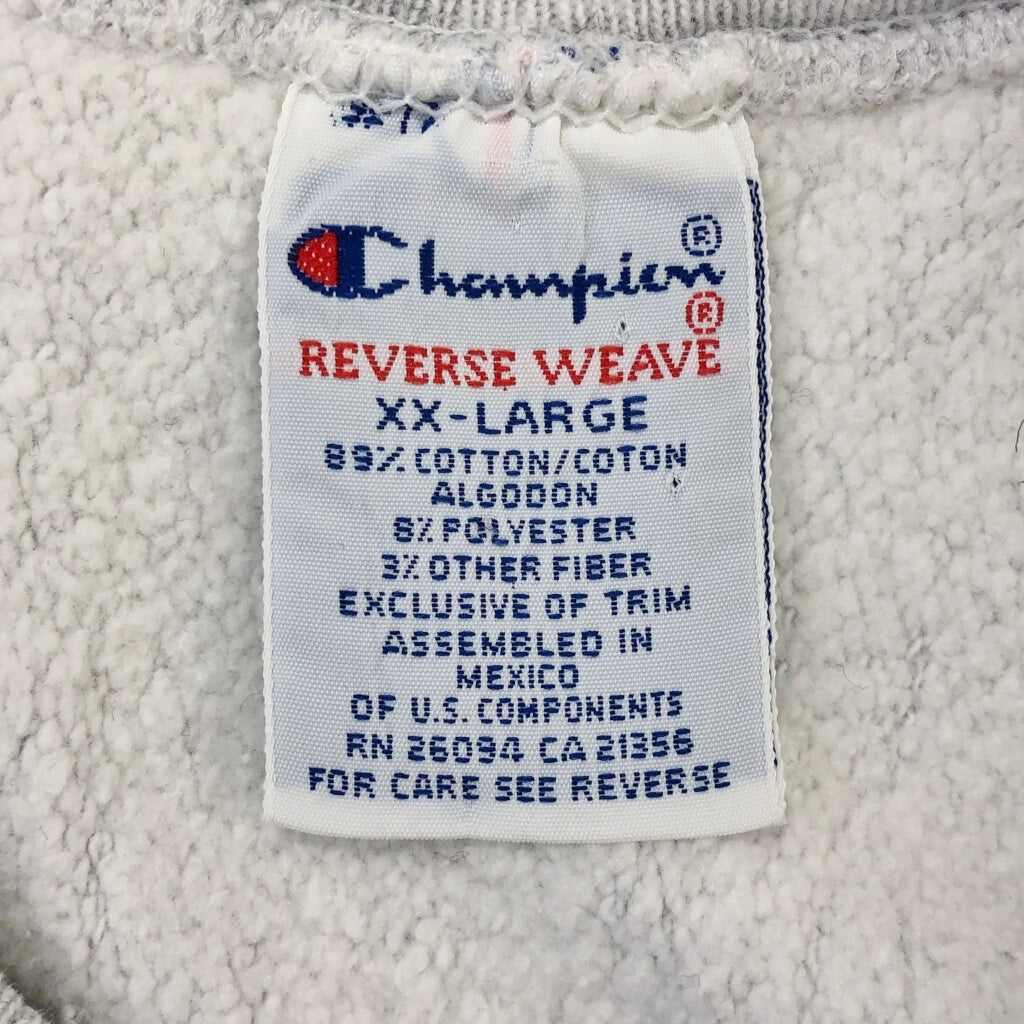 Champion®
REVERSE WEAVE®
XX-LARGE
89% COTTON/COTON
ALGODON
8% POLYESTER
3% OTHER FIBER
EXCLUSIVE OF TRIM
ASSEMBLED IN
MEXICO
OF U.S. COMPONENTS
RN 26094 CA 21356
FOR CARE SEE REVERSE